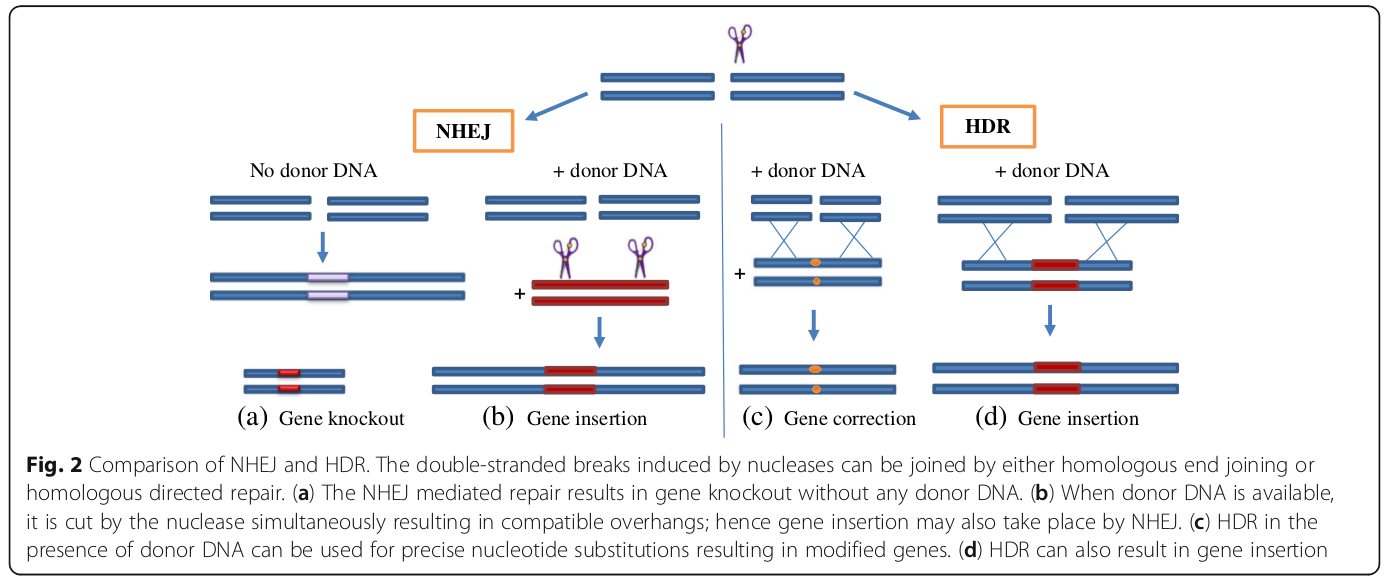 NHEJ
HDR
No donor DNA
+ donor DNA
+ donor DNA
+ donor DNA
+
+
(a) Gene knockout
(b) Gene insertion
(c) Gene correction
(d) Gene insertion
Fig. 2 Comparison of NHEJ and HDR. The double-stranded breaks induced by nucleases can be joined by either homologous end joining or
homologous directed repair. (a) The NHEJ mediated repair results in gene knockout without any donor DNA. (b) When donor DNA is available,
it is cut by the nuclease simultaneously resulting in compatible overhangs; hence gene insertion may also take place by NHEJ. (c) HDR in the
presence of donor DNA can be used for precise nucleotide substitutions resulting in modified genes. (d) HDR can also result in gene insertion